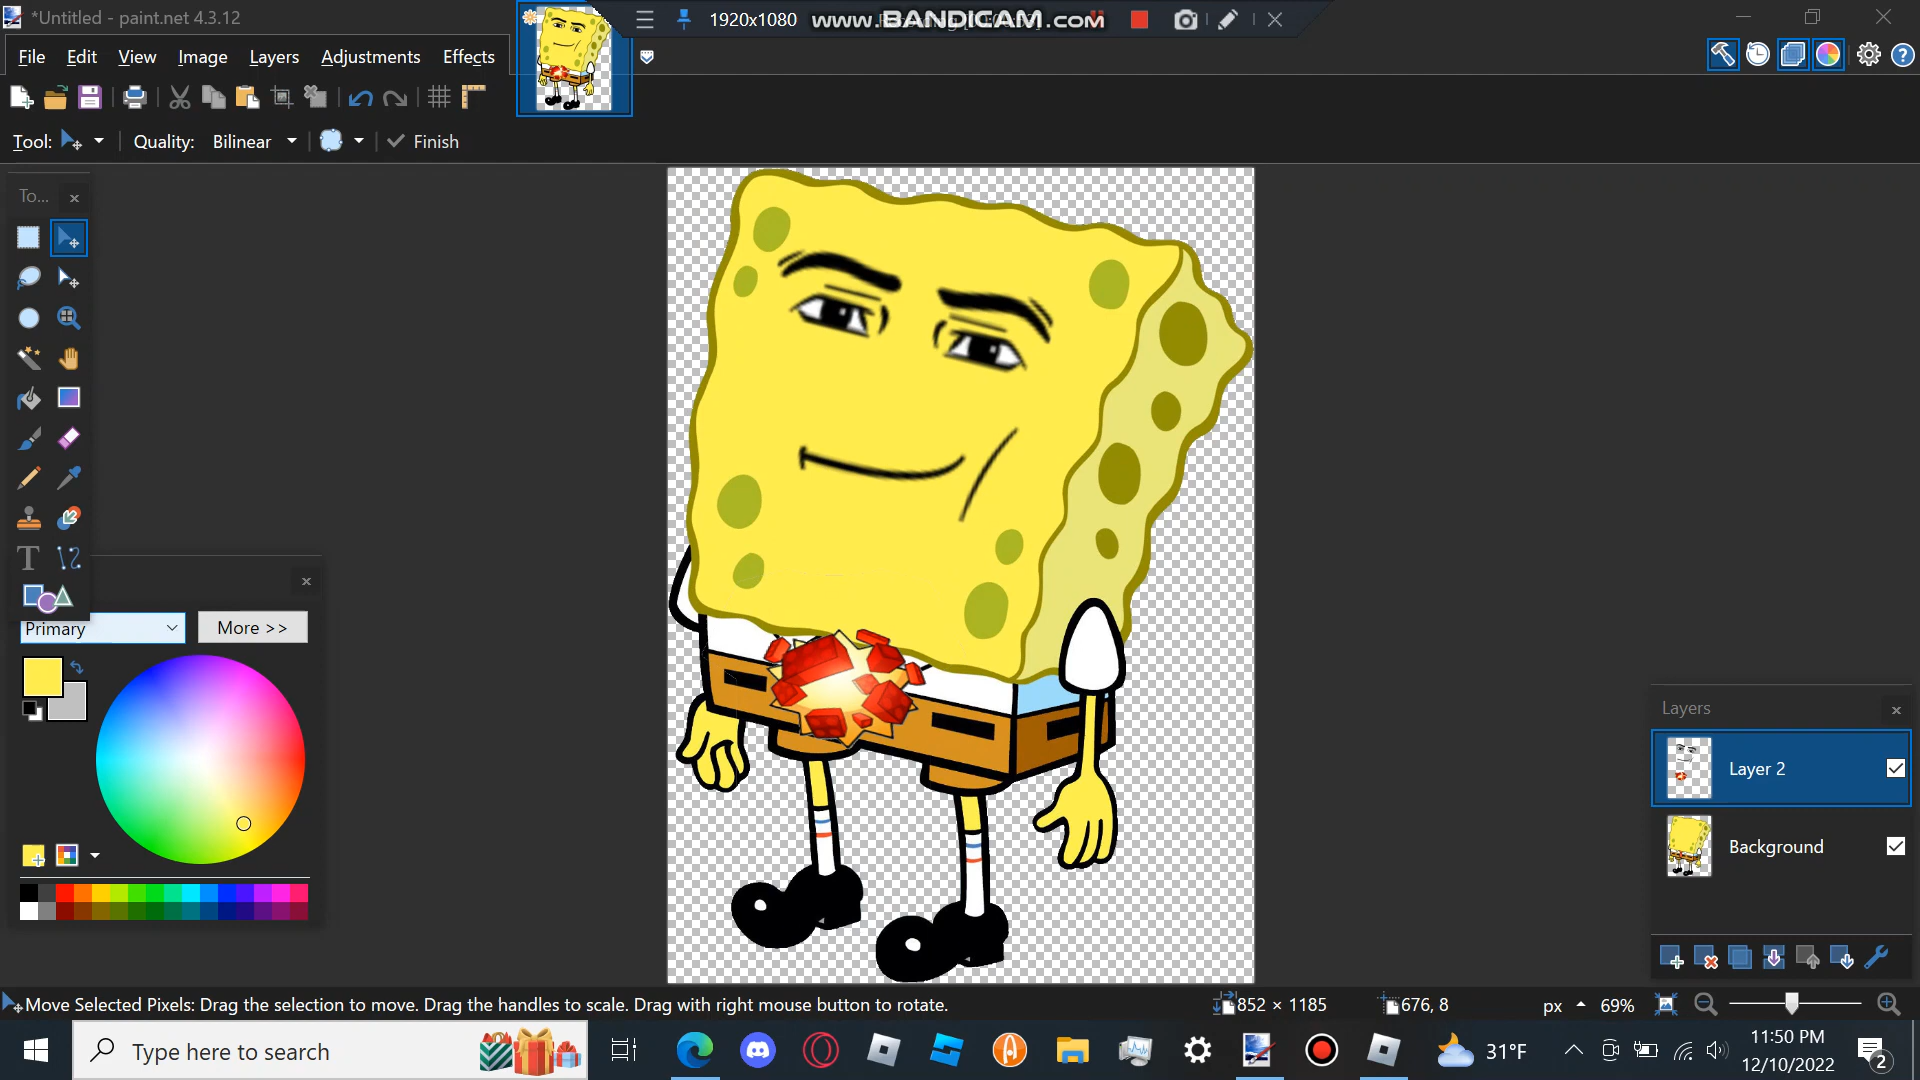 *Untitled - paint.net 4.3.12
1920x1080
www.BANDICAM.com
File Edit View Image Layers Adjustments Effects
Tool:
Quality: Bilinear
Finish
To...
Primary
More >>
Layers
Layer 2
Background
Move Selected Pixels: Drag the selection to move. Drag the handles to scale. Drag with right mouse button to rotate.
852 × 1185
676, 8
px
69%
Type here to search
31°F
11:50 PM
12/10/2022
2